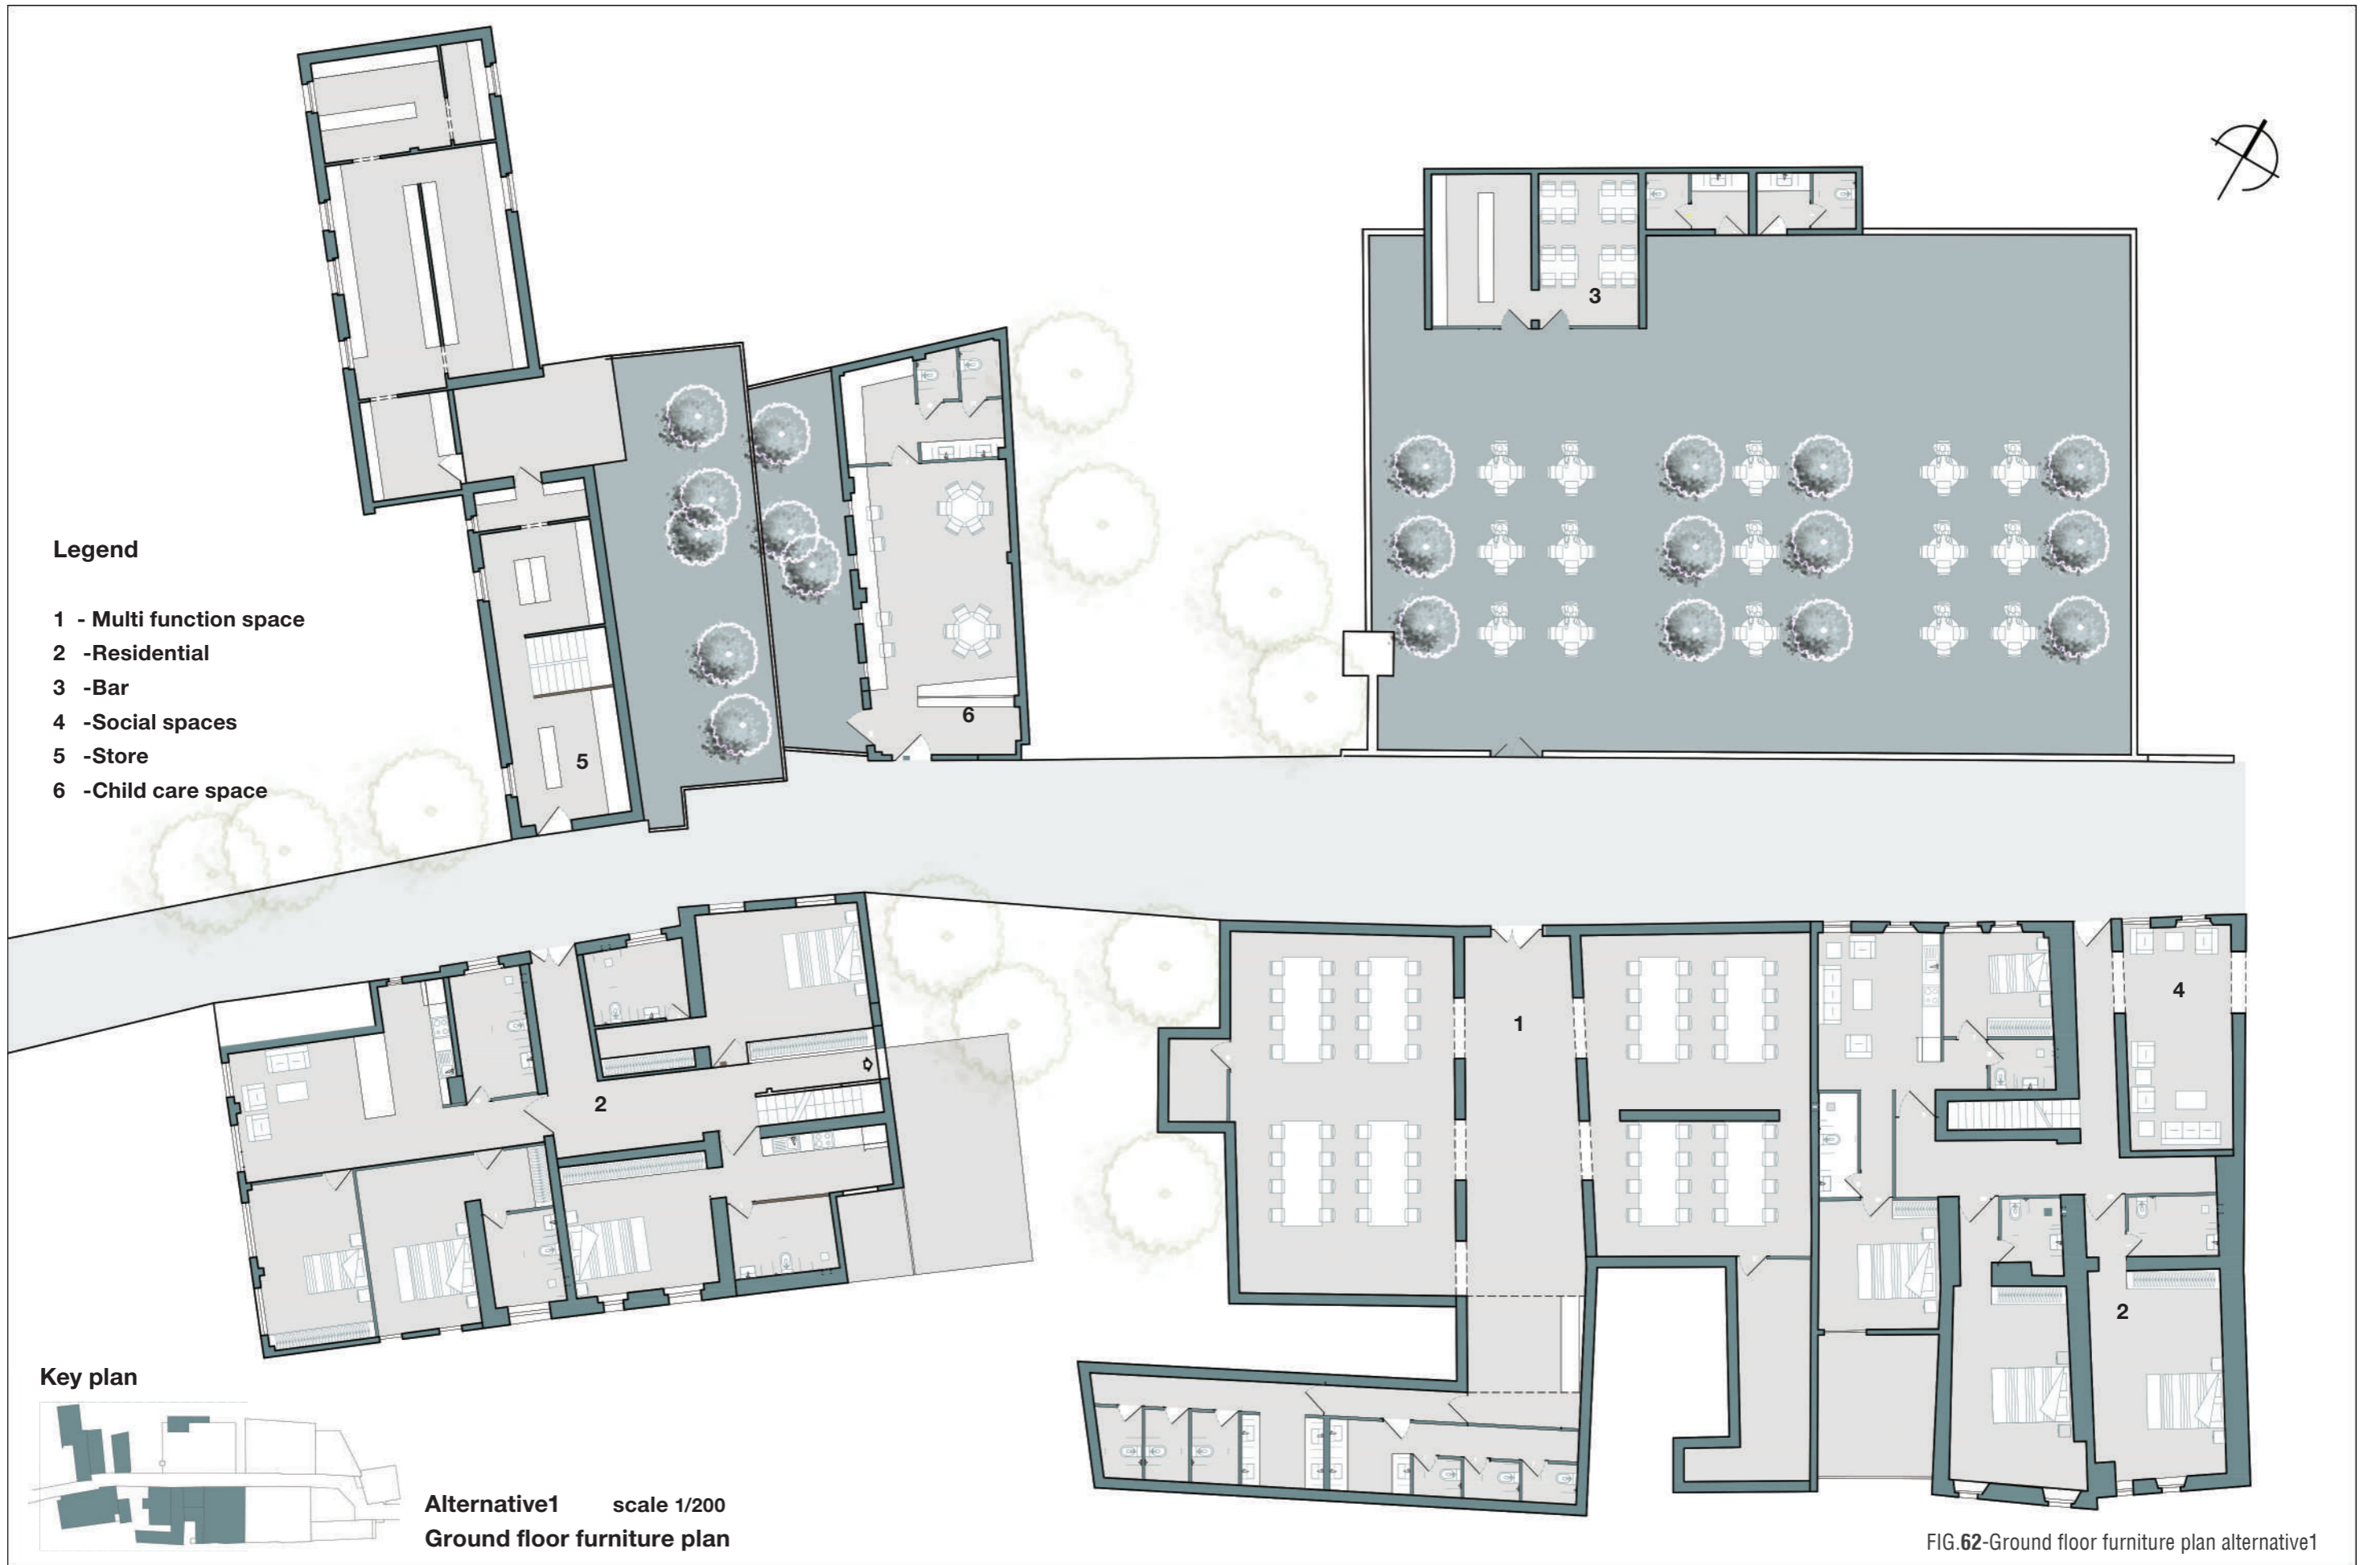 3
Legend
1 - Multi function space
2 -Residential
3 -Bar
4 -Social spaces
5 -Store
6 -Child care space
6
5
4
1
2
2
Key plan
Alternative1 scale 1/200
Ground floor furniture plan
FIG.62-Ground floor furniture plan alternative1